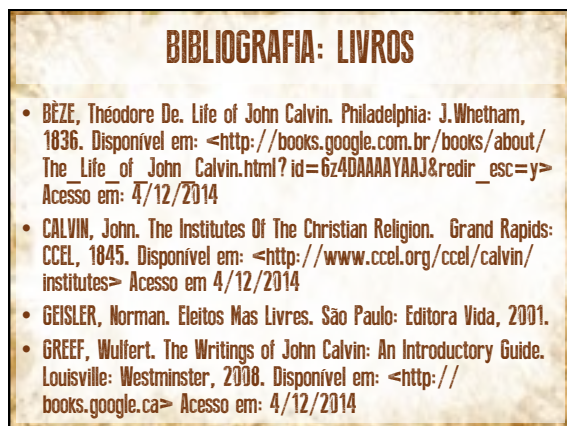 BIBLIOGRAFIA: LIVROS
• BÈZE, Théodore De. Life of John Calvin. Philadelphia: J.Whetham,
1836. Disponível em: <http://books.google.com.br/books/about/
The_Life_of_John_Calvin.html?id=6z4DAAAAYAAJ&redir_esc=y>
Acesso em: 4/12/2014
• CALVIN, John. The Institutes Of The Christian Religion. Grand Rapids:
CCEL, 1845. Disponível em: <http://www.ccel.org/ccel/calvin/
institutes> Acesso em 4/12/2014
• GEISLER, Norman. Eleitos Mas Livres. São Paulo: Editora Vida, 2001.
• GREEF, Wulfert. The Writings of John Calvin: An Introductory Guide.
Louisville: Westminster, 2008. Disponível em: <http://
books.google.ca> Acesso em: 4/12/2014